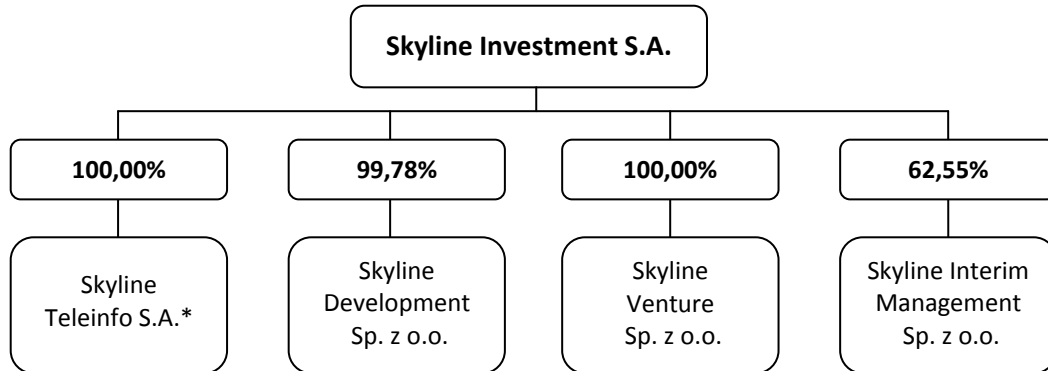 Skyline Investment S.A.
100,00%
99,78%
100,00%
62,55%
Skyline
Teleinfo S.A.*
Skyline
Development
Sp. z o.o.
Skyline
Venture
Sp. z o.o.
Skyline Interim
Management
Sp. z o.o.